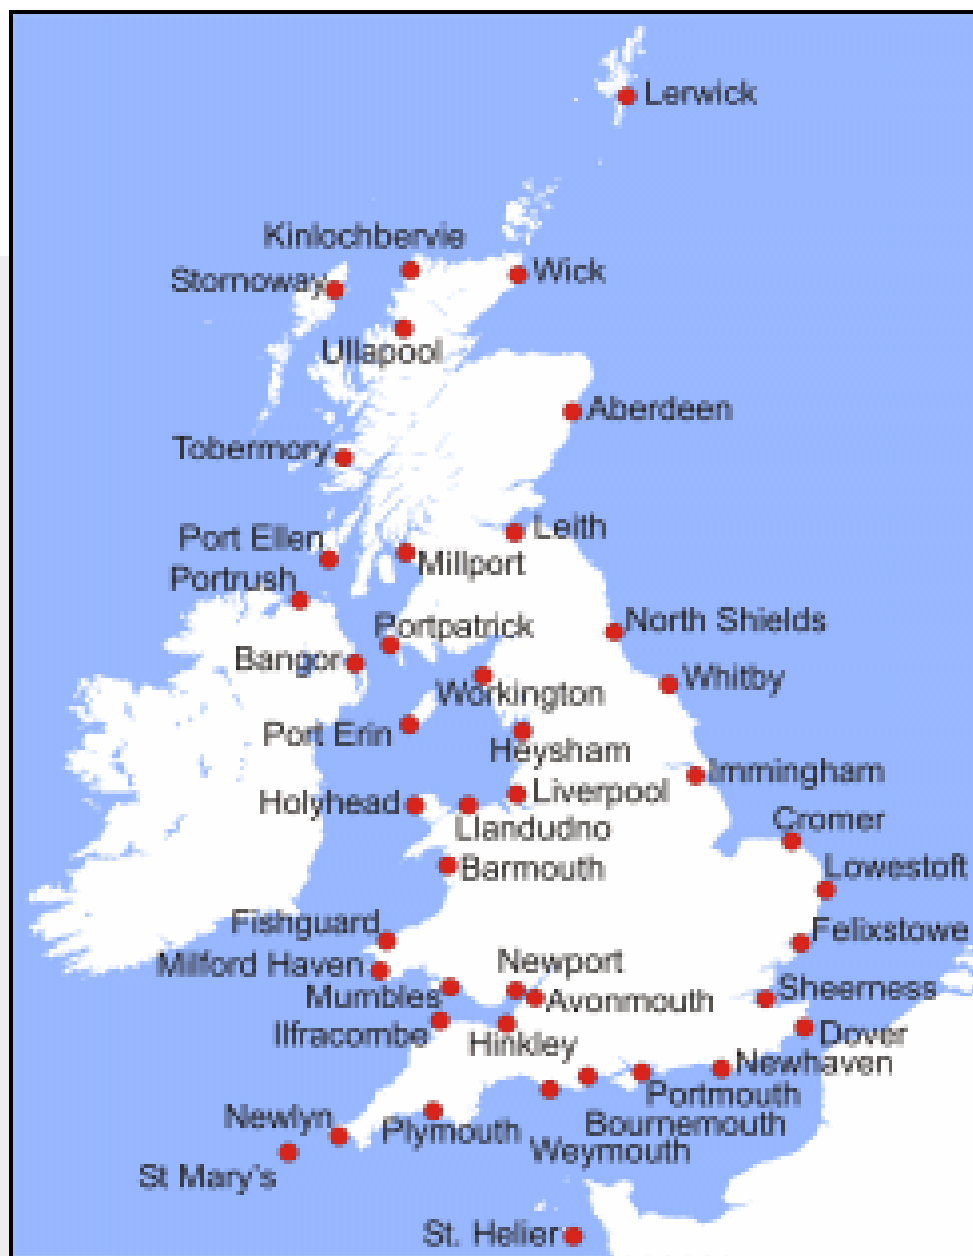 Lerwick
Kinlochbervie
Stornoway
Wick
Ullapool
Aberdeen
Tobermory
Leith
Port Ellen
Millport
Portrush
North Shields
Portpatrick
Bangor
Whitby
Workington
Port Erin
Heysham
Immingham
Holyhead
Liverpool
Llandudno
Cromer
Barmouth
Lowestoft
Fishguard
Felixstowe
Milford Haven
Newport
Mumbles
Avonmouth
Sheerness
Ilfracombe
Hinkley
Dover
Newhaven
Portmouth
Newlyn
Plymouth
Bournemouth
Weymouth
St Mary's
St. Helier